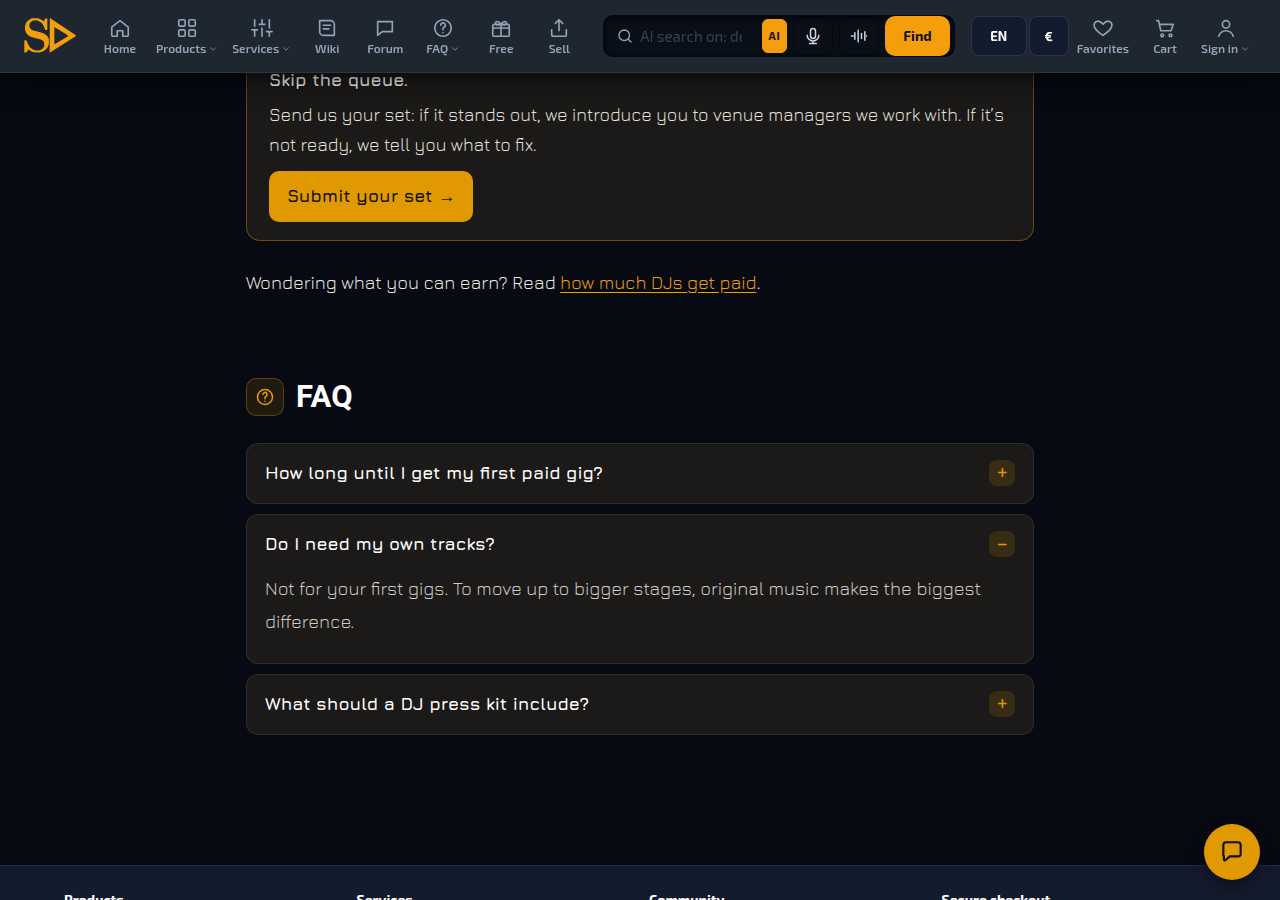 SD
Home
Products
Services
Wiki
Forum
FAQ
Free
Sell
AI search on: de
AI
Find
EN
€
Favorites
Cart
Sign in
Skip the queue.
Send us your set: if it stands out, we introduce you to venue managers we work with. If it's
not ready, we tell you what to fix.
Submit your set →
Wondering what you can earn? Read how much DJs get paid.
FAQ
How long until I get my first paid gig?
+
Do I need my own tracks?
−
Not for your first gigs. To move up to bigger stages, original music makes the biggest
difference.
What should a DJ press kit include?
+
Products
Services
Community
Secure checkout